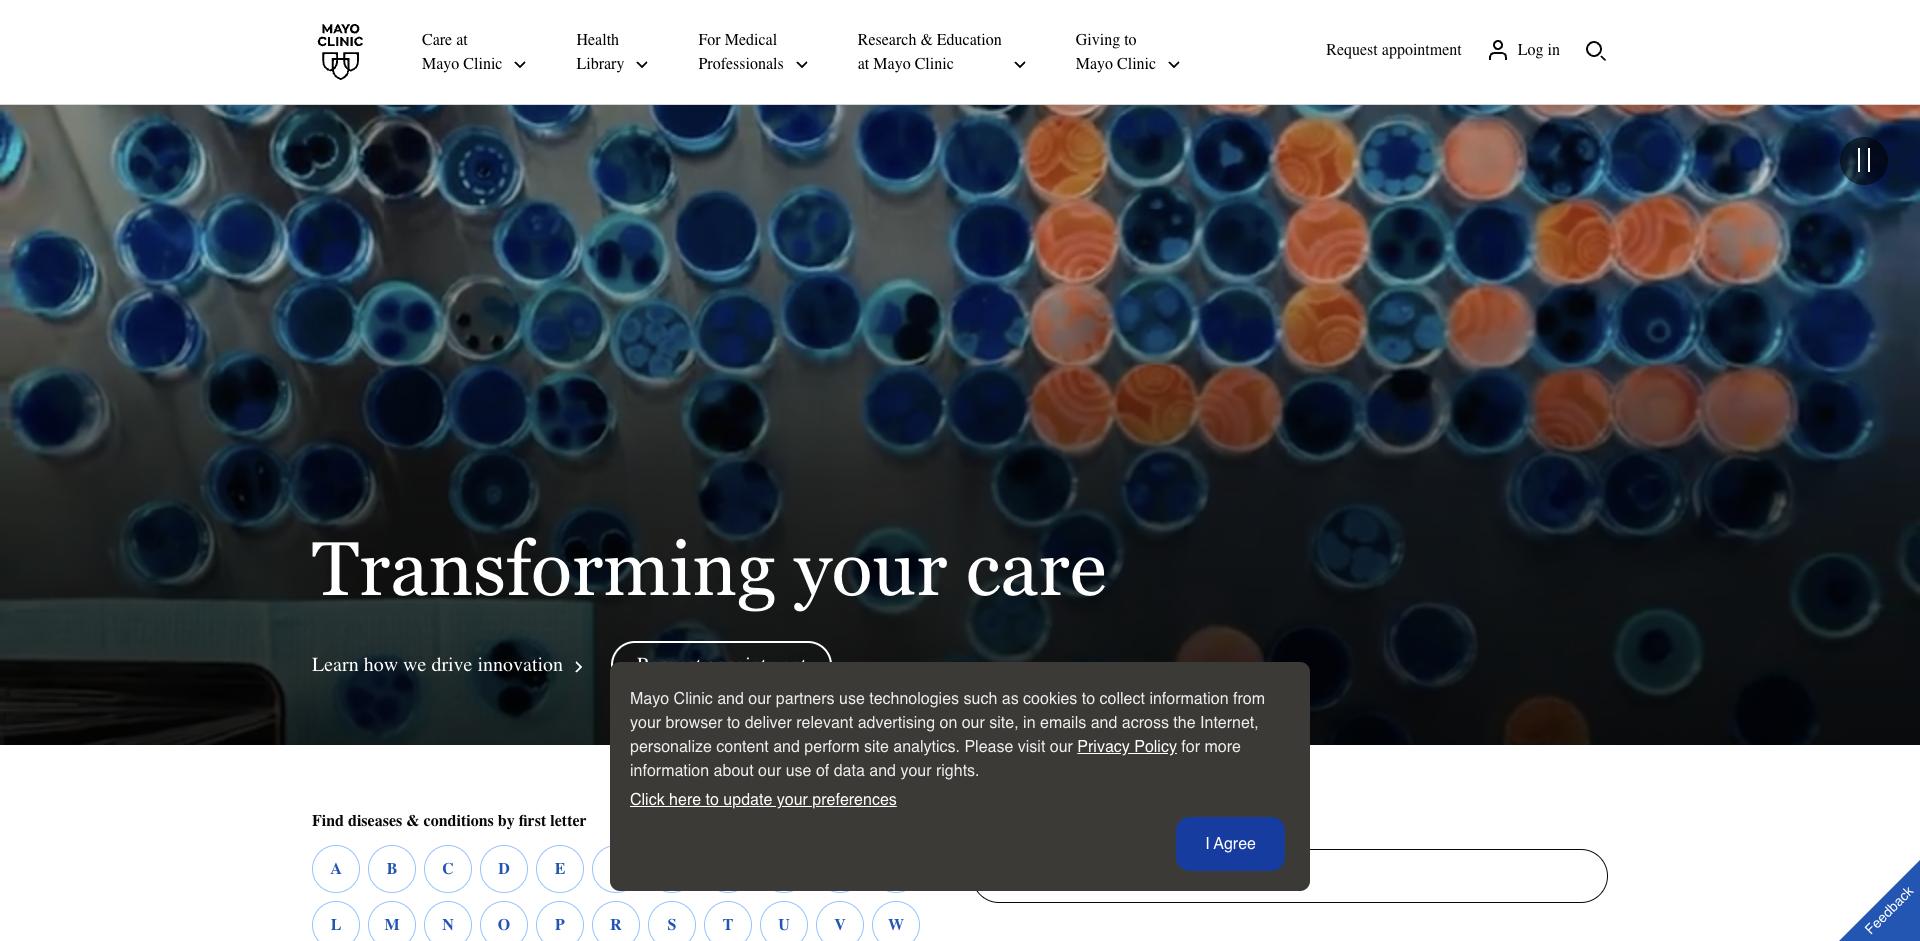 MAYO
CLINIC
Care at
Mayo Clinic
Health
Library
For Medical
Professionals
Research & Education
at Mayo Clinic
Giving to
Mayo Clinic
Request appointment
Log in
Transforming your care
Learn how we drive innovation
Mayo Clinic and our partners use technologies such as cookies to collect information from
your browser to deliver relevant advertising on our site, in emails and across the Internet,
personalize content and perform site analytics. Please visit our Privacy Policy for more
information about our use of data and your rights.
Click here to update your preferences
I Agree
Find diseases & conditions by first letter
A B C D E
L M N O P R S T U V W
Feedback